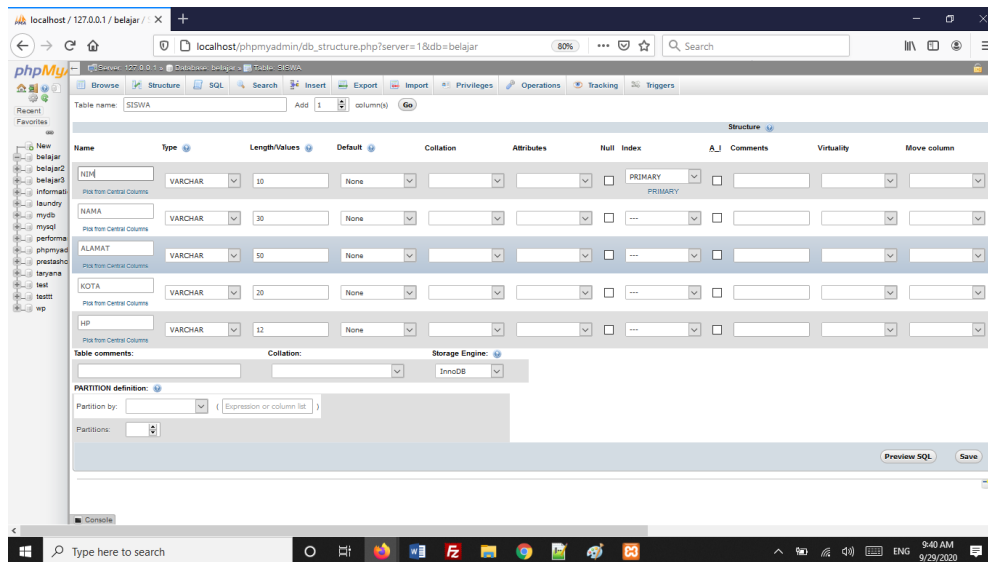 localhost / 127.0.0.1 / belajar /
localhost/phpmyadmin/db_structure.php?server=1&db=belajar
80%
Search
phpMy
Server: 127.0.0.1 » Database: belajar » Table: SISWA
Browse Structure SQL Search Insert Export Import Privileges Operations Tracking Triggers
Recent
Favorites
New
belajar
belajar2
belajar3
informati
laundry
mydb
mysql
performa
phpmyad
prestasho
taryana
test
testtt
wp
Table name: SISWA Add 1 column(s) Go
Structure
Name Type Length/Values Default Collation Attributes Null Index A_I Comments Virtuality Move column
NIM VARCHAR 10 None PRIMARY
Pick from Central Columns PRIMARY
NAMA VARCHAR 30 None ---
Pick from Central Columns
ALAMAT VARCHAR 50 None ---
Pick from Central Columns
KOTA VARCHAR 20 None ---
Pick from Central Columns
HP VARCHAR 12 None ---
Pick from Central Columns
Table comments: Collation: Storage Engine:
InnoDB
PARTITION definition:
Partition by: ( Expression or column list )
Partitions:
Preview SQL Save
Console
Type here to search
ENG
9:40 AM
9/29/2020